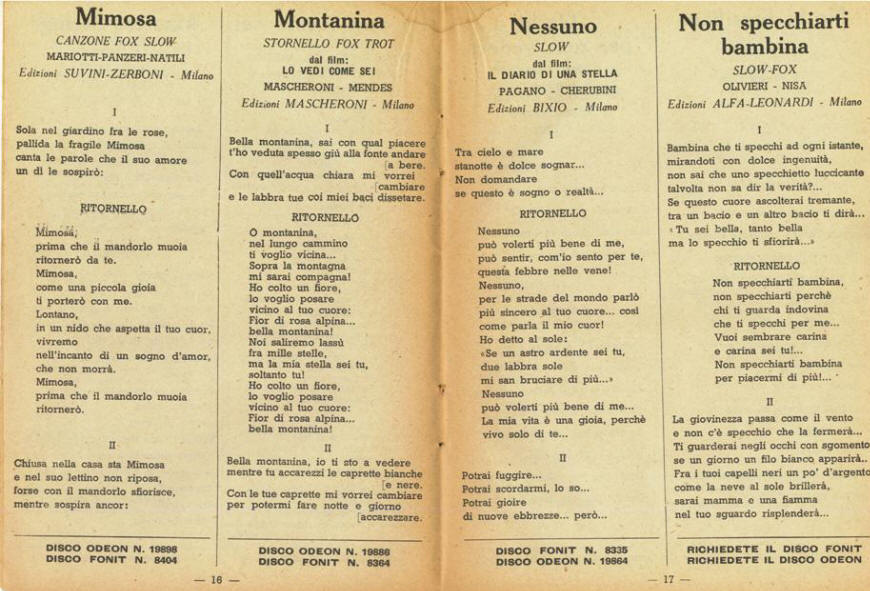 Mimosa
CANZONE FOX SLOW
MARIOTTI-PANZERI-NATILI
Edizioni SUVINI-ZERBONI - Milano
I
Sola nel giardino fra le rose,
pallida la fragile Mimosa
canta le parole che il suo amore
un dì le sospirò:
RITORNELLO
Mimosa,
prima che il mandorlo muoia
ritornerò da te.
Mimosa,
come una piccola gioia
ti porterò con me.
Lontano,
in un nido che aspetta il tuo cuor,
vivremo
nell'incanto di un sogno d'amor,
che non morrà.
Mimosa,
prima che il mandorlo muoia
ritornerò.
II
Chiusa nella casa sta Mimosa
e nel suo lettino non riposa,
forse con il mandorlo sfiorisce,
mentre sospira ancor:
DISCO ODEON N. 19898
DISCO FONIT N. 8404
— 16 —
Montanina
STORNELLO FOX TROT
dal film:
LO VEDI COME SEI
MASCHERONI - MENDES
Edizioni MASCHERONI - Milano
I
Bella montanina, sai con qual piacere
t'ho veduta spesso giù alla fonte andare
[a bere.
Con quell'acqua chiara mi vorrei
[cambiare
e le labbra tue coi miei baci dissetare.
RITORNELLO
O montanina,
nel lungo cammino
ti voglio vicina...
Sopra la montagna
mi sarai compagna!
Ho colto un fiore,
lo voglio posare
vicino al tuo cuore:
Fior di rosa alpina...
bella montanina!
Noi saliremo lassù
fra mille stelle,
ma la mia stella sei tu,
soltanto tu!
Ho colto un fiore,
lo voglio posare
vicino al tuo cuore:
Fior di rosa alpina...
bella montanina!
II
Bella montanina, io ti sto a vedere
mentre tu accarezzi le caprette bianche
[e nere.
Con le tue caprette mi vorrei cambiare
per potermi fare notte e giorno
[accarezzare.
DISCO ODEON N. 19886
DISCO FONIT N. 8364
Nessuno
SLOW
dal film:
IL DIARIO DI UNA STELLA
PAGANO - CHERUBINI
Edizioni BIXIO - Milano
I
Tra cielo e mare
stanotte è dolce sognar...
Non domandare
se questo è sogno o realtà...
RITORNELLO
Nessuno
può volerti più bene di me,
può sentir, com'io sento per te,
questa febbre nelle vene!
Nessuno,
per le strade del mondo parlò
più sincero al tuo cuore... così
come parla il mio cuor!
Ho detto al sole:
«Se un astro ardente sei tu,
due labbra sole
mi san bruciare di più...»
Nessuno
può volerti più bene di me...
La mia vita è una gioia, perchè
vivo solo di te...
II
Potrai fuggire...
Potrai scordarmi, lo so...
Potrai gioire
di nuove ebbrezze... però...
DISCO FONIT N. 8335
DISCO ODEON N. 19864
— 17 —
Non specchiarti
bambina
SLOW-FOX
OLIVIERI - NISA
Edizioni ALFA-LEONARDI - Milano
I
Bambina che ti specchi ad ogni istante,
mirandoti con dolce ingenuità,
non sai che uno specchietto luccicante
talvolta non sa dir la verità?...
Se questo cuore ascolterai tremante,
tra un bacio e un altro bacio ti dirà...
«Tu sei bella, tanto bella
ma lo specchio ti sfiorirà...»
RITORNELLO
Non specchiarti bambina,
non specchiarti perchè
chi ti guarda indovina
che ti specchi per me...
Vuoi sembrare carina
e carina sei tu!...
Non specchiarti bambina
per piacermi di più!...
II
La giovinezza passa come il vento
e non c'è specchio che la fermerà...
Ti guarderai negli occhi con sgomento
se un giorno un filo bianco apparirà..
Fra i tuoi capelli neri un po' d'argento
come la neve al sole brillerà,
sarai mamma e una fiamma
nel tuo sguardo risplenderà...
RICHIEDETE IL DISCO FONIT
RICHIEDETE IL DISCO ODEON